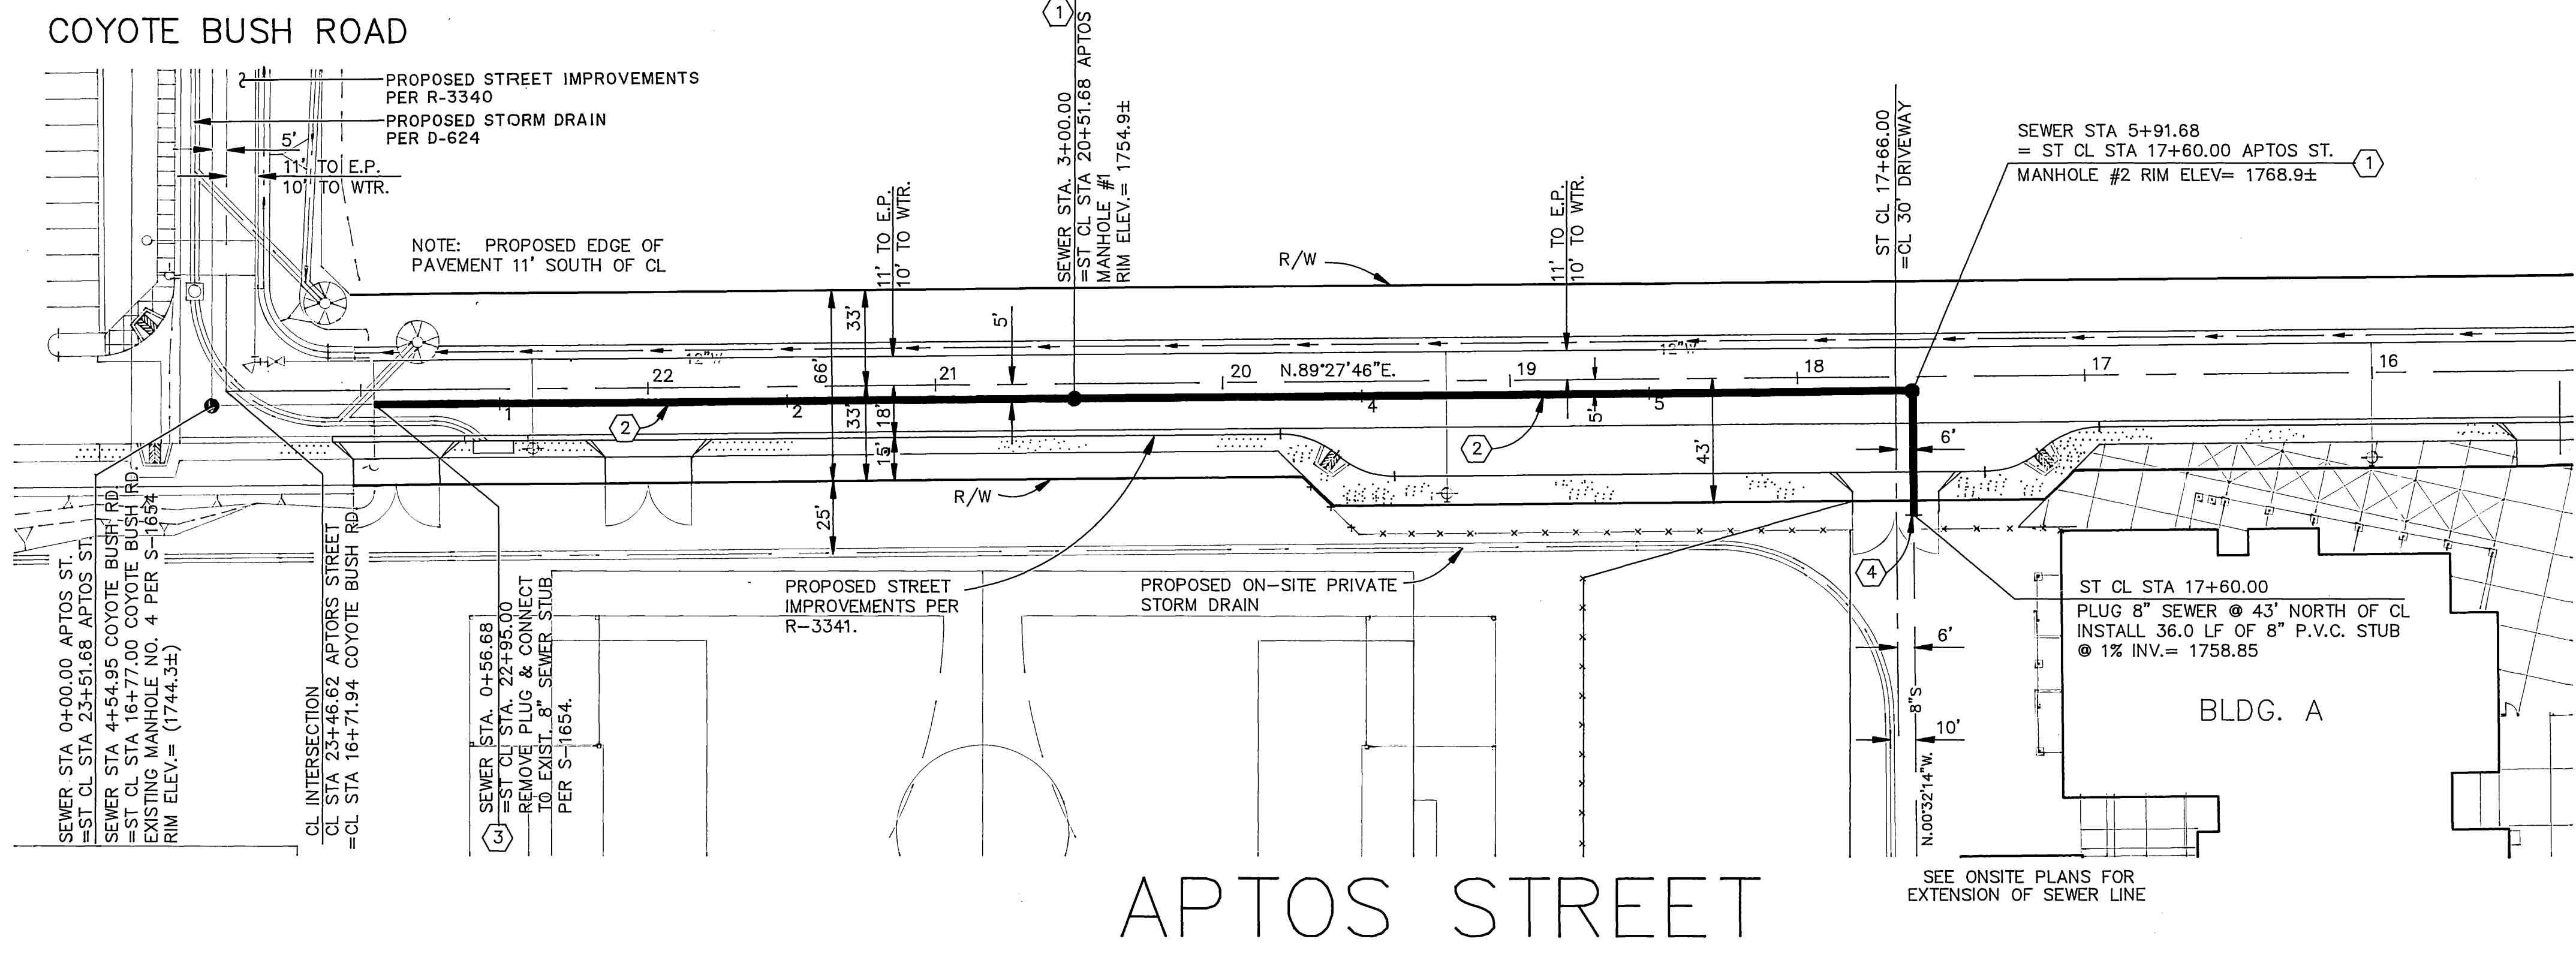 COYOTE BUSH ROAD
PROPOSED STREET IMPROVEMENTS
PER R-3340
PROPOSED STORM DRAIN
PER D-624
5'
11' TO E.P.
10' TO WTR.
NOTE: PROPOSED EDGE OF
PAVEMENT 11' SOUTH OF CL
11' TO E.P.
10' TO WTR.
1
SEWER STA. 3+00.00
=ST CL STA 20+51.68 APTOS
MANHOLE #1
RIM ELEV.= 1754.9±
R/W
11' TO E.P.
10' TO WTR.
ST CL 17+66.00
=CL 30' DRIVEWAY
SEWER STA 5+91.68
= ST CL STA 17+60.00 APTOS ST.
MANHOLE #2 RIM ELEV= 1768.9±
1
33'
66'
5'
12"W
12"W
22
21
20
N.89°27'46"E.
19
18
17
16
1
2
4
5
2
2
33'
18'
15'
5'
43'
6'
25'
R/W
4
PROPOSED STREET
IMPROVEMENTS PER
R-3341.
PROPOSED ON-SITE PRIVATE
STORM DRAIN
ST CL STA 17+60.00
PLUG 8" SEWER @ 43' NORTH OF CL
INSTALL 36.0 LF OF 8" P.V.C. STUB
@ 1% INV.= 1758.85
6'
8"S
10'
N.00°32'14"W.
BLDG. A
SEWER STA 0+00.00 APTOS ST.
=ST CL STA 23+51.68 APTOS ST.
SEWER STA 4+54.95 COYOTE BUSH RD.
=ST CL STA 16+77.00 COYOTE BUSH RD.
EXISTING MANHOLE NO. 4 PER S-1654
RIM ELEV.= (1744.3±)
CL INTERSECTION
CL STA 23+46.62 APTORS STREET
=CL STA 16+71.94 COYOTE BUSH RD.
SEWER STA. 0+56.68
=ST CL STA. 22+95.00
REMOVE PLUG & CONNECT
TO EXIST. 8" SEWER STUB
PER S-1654.
3
SEE ONSITE PLANS FOR
EXTENSION OF SEWER LINE
APTOS STREET